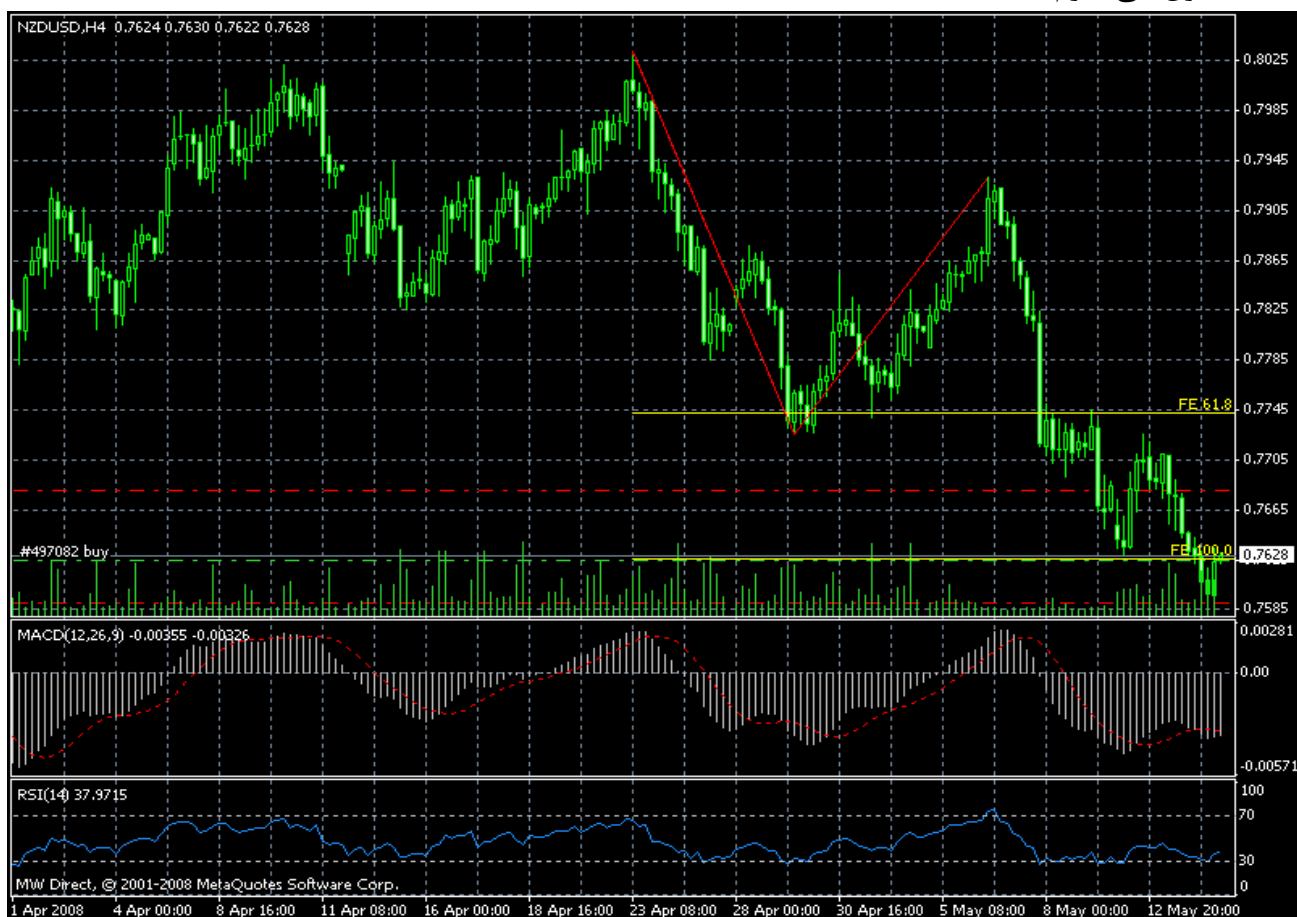 NZDUSD,H4 0.7624 0.7630 0.7622 0.7628
0.8025
0.7985
0.7945
0.7905
0.7865
0.7825
0.7785
FE 61.8
0.7745
0.7705
0.7665
#497082 buy
FE 100.0
0.7628
0.7585
MACD(12,26,9) -0.00355 -0.00326
0.00281
0.00
-0.00571
RSI(14) 37.9715
100
70
30
0
MW Direct, © 2001-2008 MetaQuotes Software Corp.
1 Apr 2008 4 Apr 00:00 8 Apr 16:00 11 Apr 08:00 16 Apr 00:00 18 Apr 16:00 23 Apr 08:00 28 Apr 00:00 30 Apr 16:00 5 May 08:00 8 May 00:00 12 May 20:00